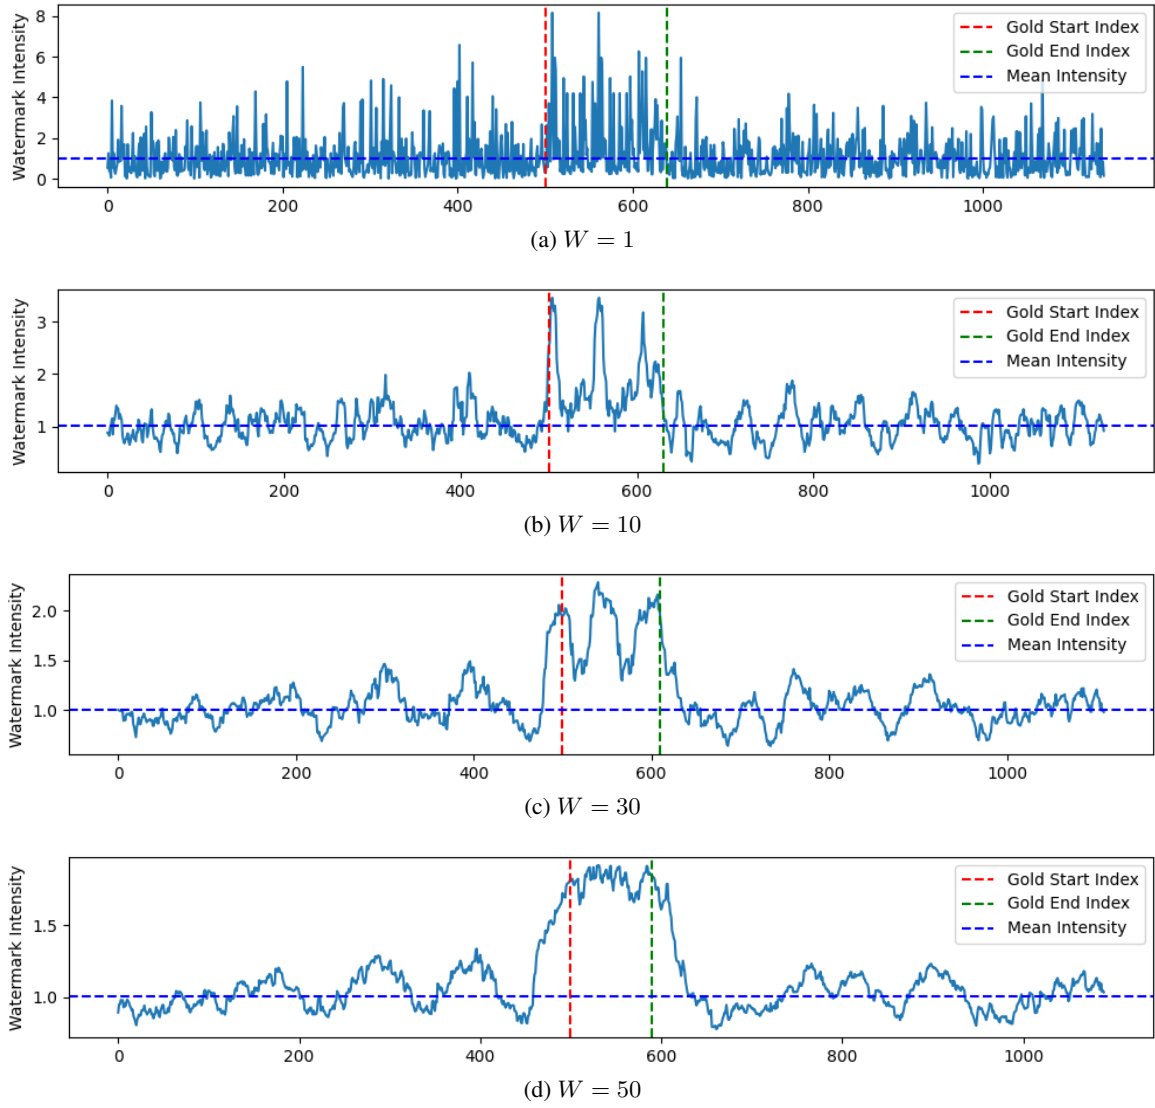 Watermark Intensity
8
6
4
2
0
Gold Start Index
Gold End Index
Mean Intensity
0 200 400 600 800 1000
(a) W = 1
Watermark Intensity
3
2
1
Gold Start Index
Gold End Index
Mean Intensity
0 200 400 600 800 1000
(b) W = 10
Watermark Intensity
2.0
1.5
1.0
Gold Start Index
Gold End Index
Mean Intensity
0 200 400 600 800 1000
(c) W = 30
Watermark Intensity
1.5
1.0
Gold Start Index
Gold End Index
Mean Intensity
0 200 400 600 800 1000
(d) W = 50